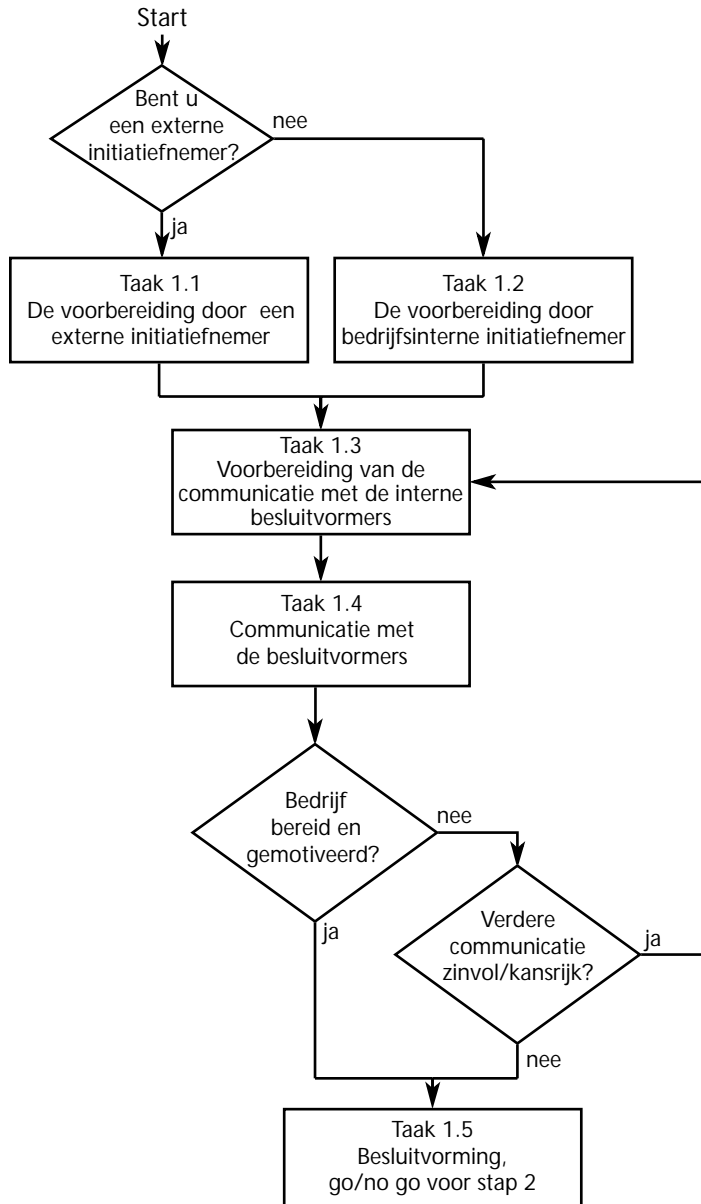 Start
Bent u
een externe
initiatiefnemer?
nee
ja
Taak 1.1
De voorbereiding door een
externe initiatiefnemer
Taak 1.2
De voorbereiding door
bedrijfsinterne initiatiefnemer
Taak 1.3
Voorbereiding van de
communicatie met de interne
besluitvormers
Taak 1.4
Communicatie met
de besluitvormers
Bedrijf
bereid en
gemotiveerd?
nee
ja
Verdere
communicatie
zinvol/kansrijk?
ja
nee
Taak 1.5
Besluitvorming,
go/no go voor stap 2